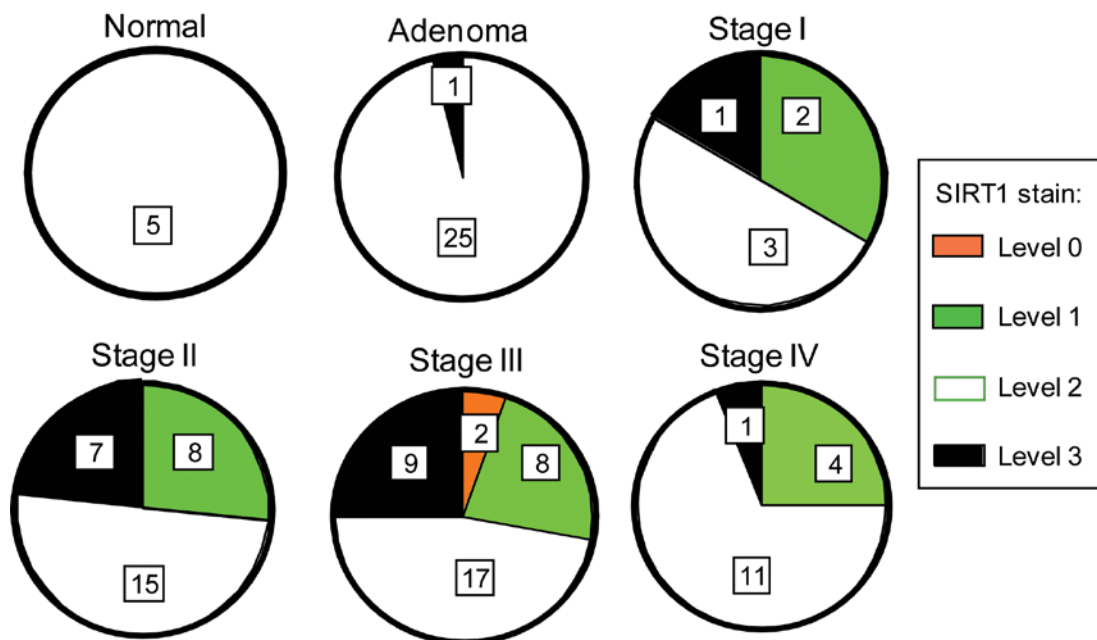 Normal
5
Adenoma
1
25
Stage I
1
2
3
Stage II
7
8
15
Stage III
2
9
8
17
Stage IV
1
4
11
SIRT1 stain:
Level 0
Level 1
Level 2
Level 3